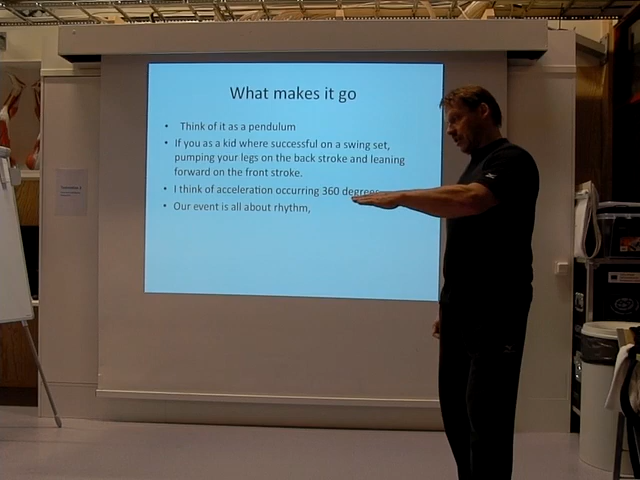 What makes it go
• Think of it as a pendulum
• If you as a kid where successful on a swing set,
pumping your legs on the back stroke and leaning
forward on the front stroke.
• I think of acceleration occurring 360 degrees
• Our event is all about rhythm,